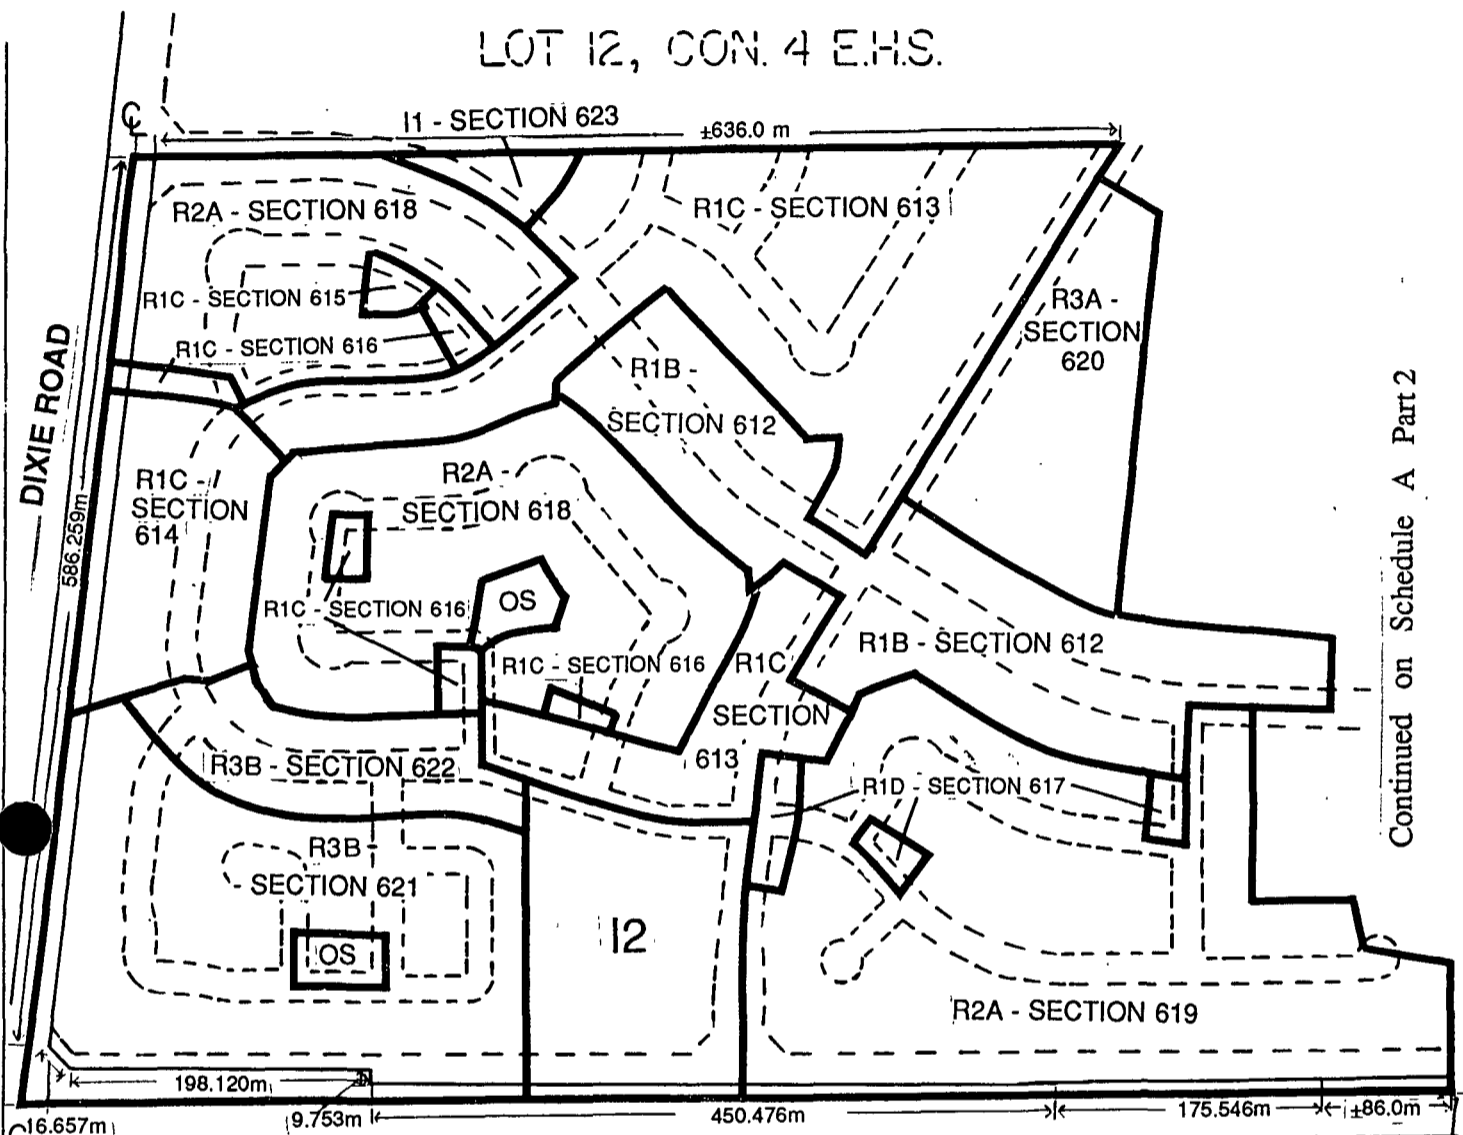 LOT 12, CON. 4 E.H.S.
I1 - SECTION 623
±636.0 m
R2A - SECTION 618
R1C - SECTION 613
R1C - SECTION 615
R1C - SECTION 616
R3A -
SECTION
620
R1B -
SECTION 612
DIXIE ROAD
586.259m
R1C -
SECTION
614
R2A -
SECTION 618
R1C - SECTION 616
OS
R1C - SECTION 616
R1C
SECTION
613
R1B - SECTION 612
Continued on Schedule A Part 2
R3B - SECTION 622
R1D - SECTION 617
R3B
- SECTION 621
OS
I2
R2A - SECTION 619
198.120m
16.657m
9.753m
450.476m
175.546m
±86.0m